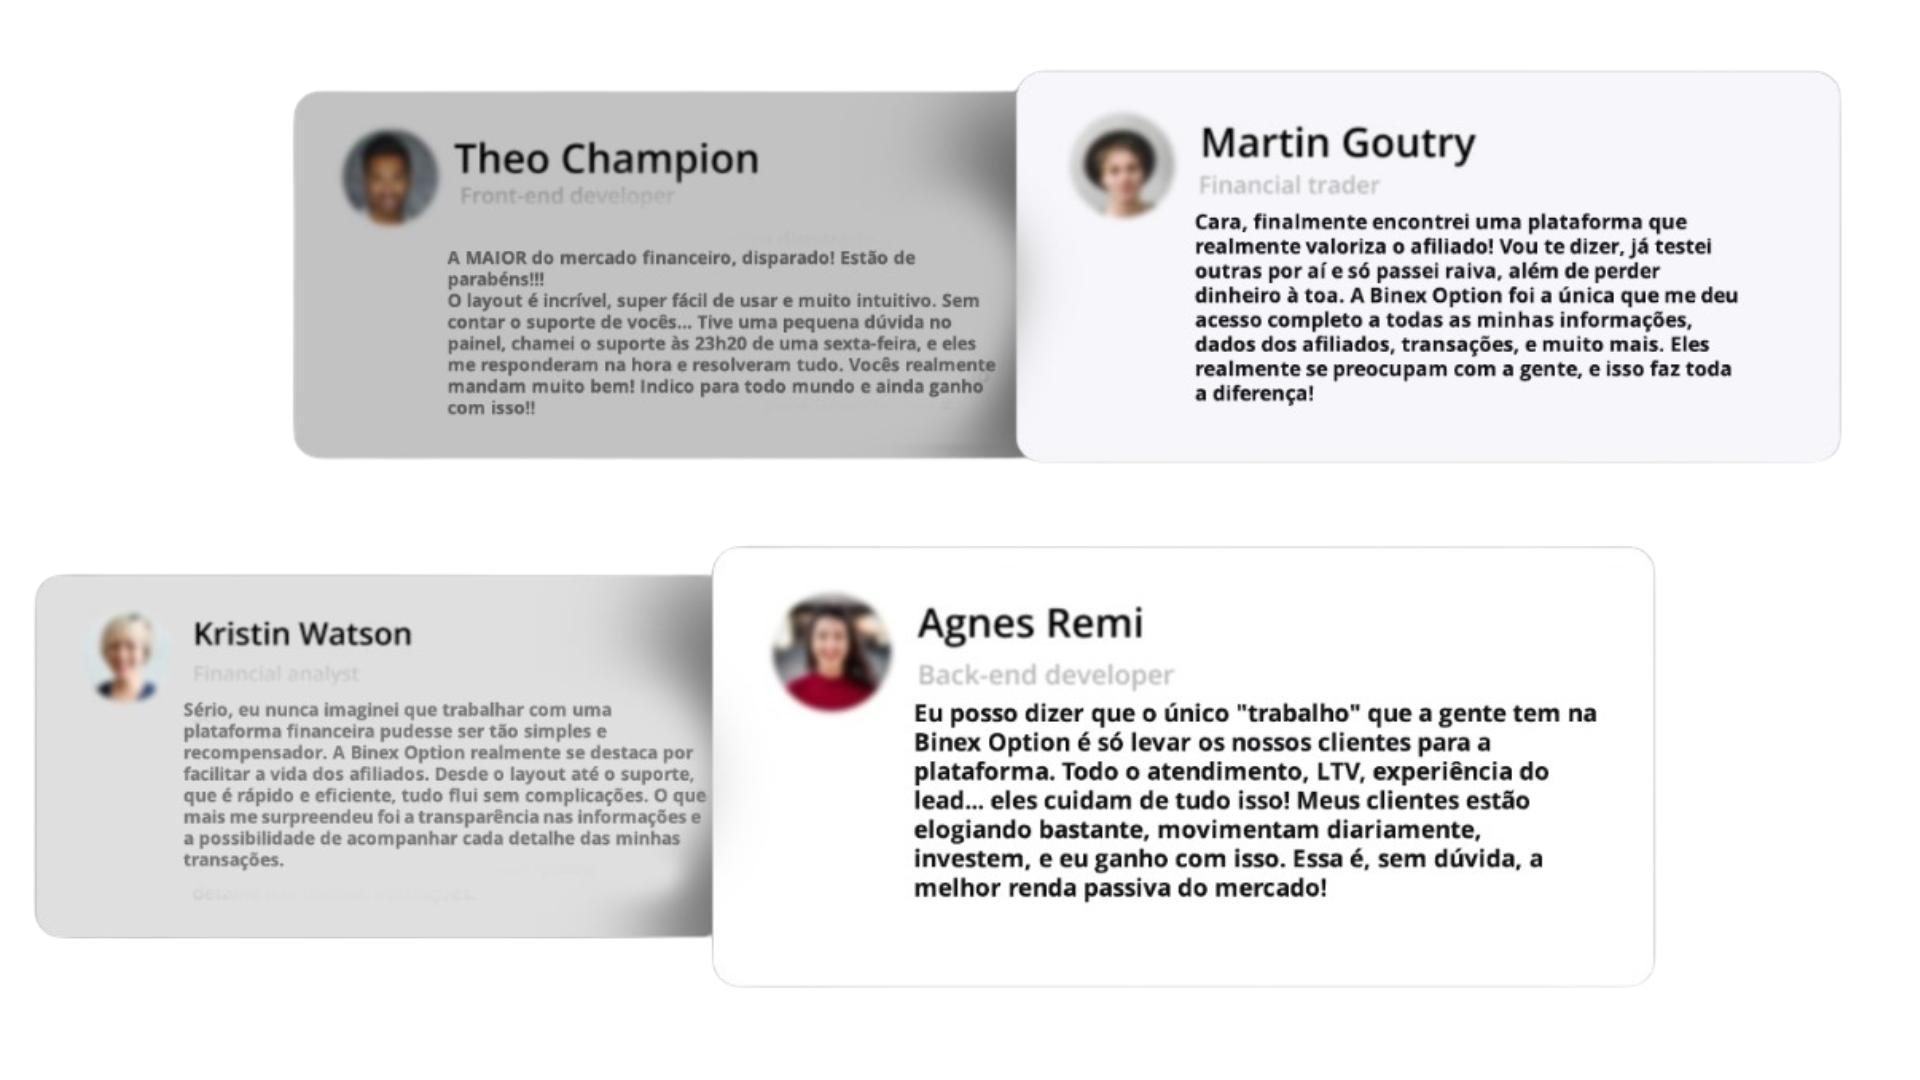 Theo Champion
Front-end developer
A MAIOR do mercado financeiro, disparado! Estão de
parabéns!!!
O layout é incrível, super fácil de usar e muito intuitivo. Sem
contar o suporte de vocês... Tive uma pequena dúvida no
painel, chamei o suporte às 23h20 de uma sexta-feira, e eles
me responderam na hora e resolveram tudo. Vocês realmente
mandam muito bem! Indico para todo mundo e ainda ganho
com isso!!
Martin Goutry
Financial trader
Cara, finalmente encontrei uma plataforma que
realmente valoriza o afiliado! Vou te dizer, já testei
outras por aí e só passei raiva, além de perder
dinheiro à toa. A Binex Option foi a única que me deu
acesso completo a todas as minhas informações,
dados dos afiliados, transações, e muito mais. Eles
realmente se preocupam com a gente, e isso faz toda
a diferença!
Kristin Watson
Financial analyst
Sério, eu nunca imaginei que trabalhar com uma
plataforma financeira pudesse ser tão simples e
recompensador. A Binex Option realmente se destaca por
facilitar a vida dos afiliados. Desde o layout até o suporte,
que é rápido e eficiente, tudo flui sem complicações. O que
mais me surpreendeu foi a transparência nas informações e
a possibilidade de acompanhar cada detalhe das minhas
transações.
Agnes Remi
Back-end developer
Eu posso dizer que o único "trabalho" que a gente tem na
Binex Option é só levar os nossos clientes para a
plataforma. Todo o atendimento, LTV, experiência do
lead... eles cuidam de tudo isso! Meus clientes estão
elogiando bastante, movimentam diariamente,
investem, e eu ganho com isso. Essa é, sem dúvida, a
melhor renda passiva do mercado!